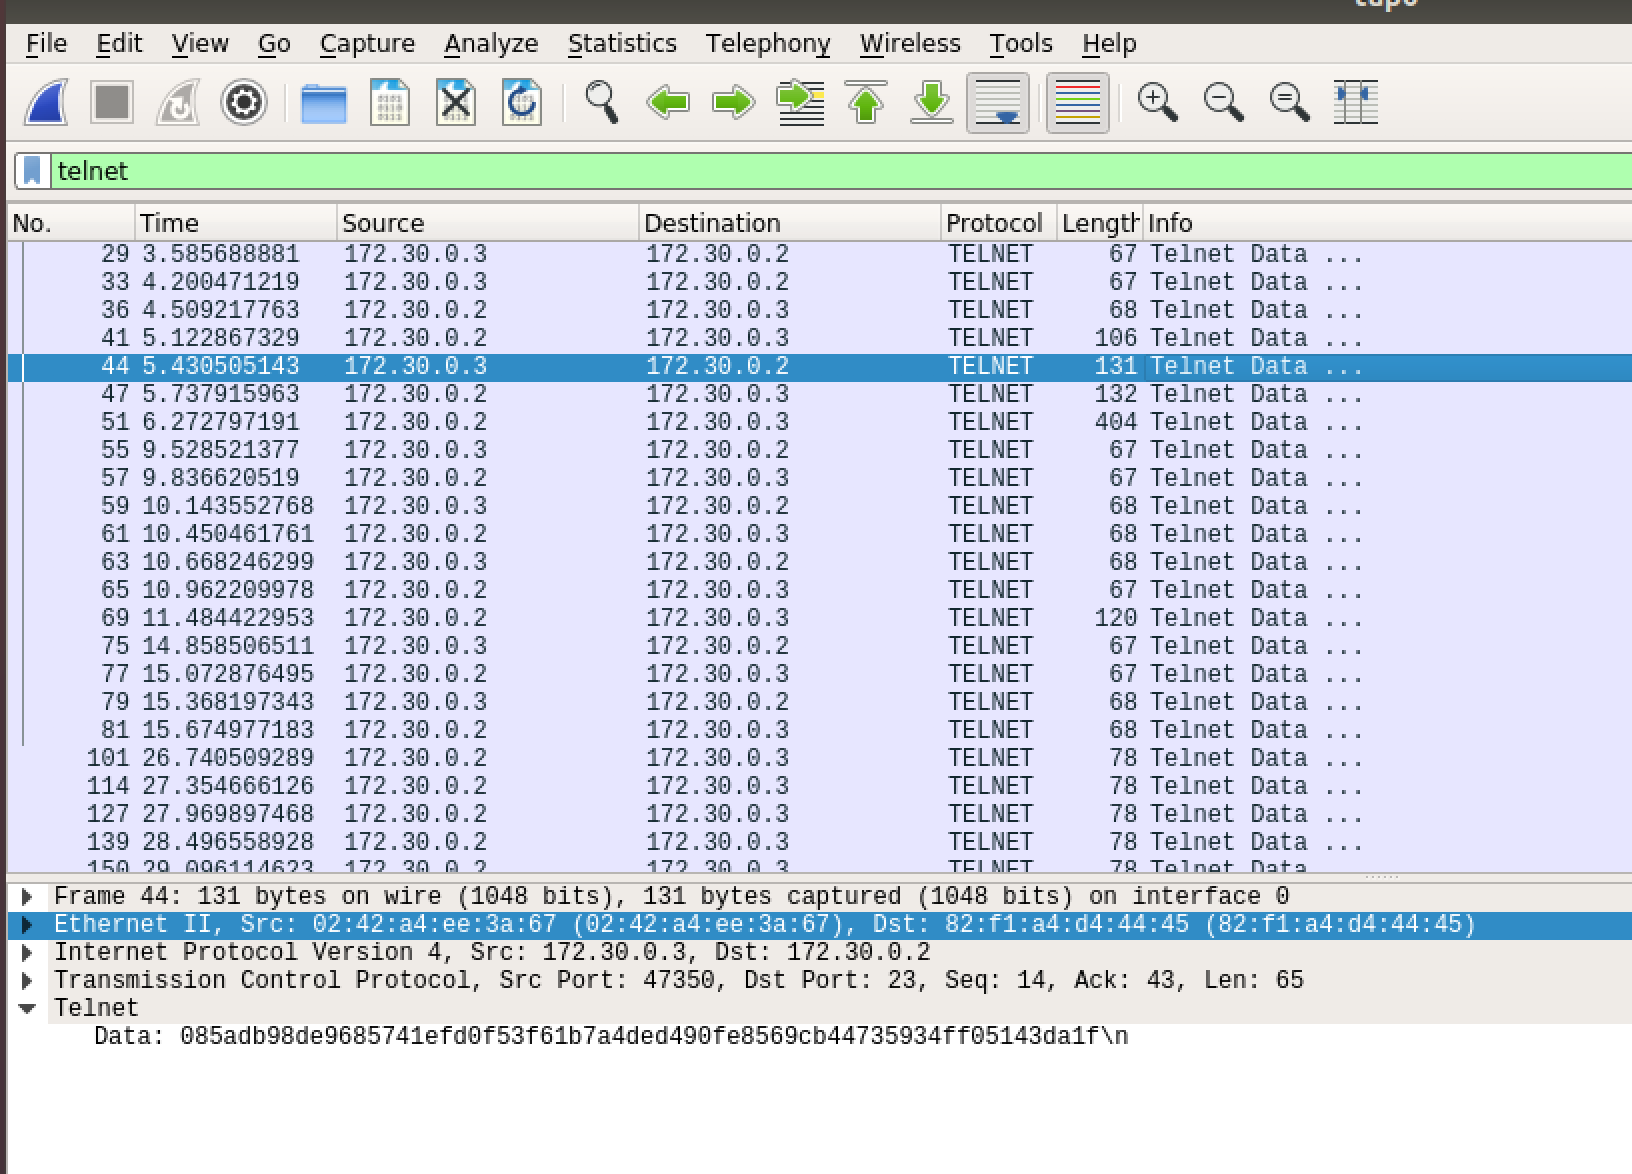 File Edit View Go Capture Analyze Statistics Telephony Wireless Tools Help
telnet
No. Time Source Destination Protocol Length Info
29 3.585688881 172.30.0.3 172.30.0.2 TELNET 67 Telnet Data ...
33 4.200471219 172.30.0.3 172.30.0.2 TELNET 67 Telnet Data ...
36 4.509217763 172.30.0.2 172.30.0.3 TELNET 68 Telnet Data ...
41 5.122867329 172.30.0.2 172.30.0.3 TELNET 106 Telnet Data ...
44 5.430505143 172.30.0.3 172.30.0.2 TELNET 131 Telnet Data ...
47 5.737915963 172.30.0.2 172.30.0.3 TELNET 132 Telnet Data ...
51 6.272797191 172.30.0.2 172.30.0.3 TELNET 404 Telnet Data ...
55 9.528521377 172.30.0.3 172.30.0.2 TELNET 67 Telnet Data ...
57 9.836620519 172.30.0.2 172.30.0.3 TELNET 67 Telnet Data ...
59 10.143552768 172.30.0.3 172.30.0.2 TELNET 68 Telnet Data ...
61 10.450461761 172.30.0.2 172.30.0.3 TELNET 68 Telnet Data ...
63 10.668246299 172.30.0.3 172.30.0.2 TELNET 68 Telnet Data ...
65 10.962209978 172.30.0.2 172.30.0.3 TELNET 67 Telnet Data ...
69 11.484422953 172.30.0.2 172.30.0.3 TELNET 120 Telnet Data ...
75 14.858506511 172.30.0.3 172.30.0.2 TELNET 67 Telnet Data ...
77 15.072876495 172.30.0.2 172.30.0.3 TELNET 67 Telnet Data ...
79 15.368197343 172.30.0.3 172.30.0.2 TELNET 68 Telnet Data ...
81 15.674977183 172.30.0.2 172.30.0.3 TELNET 68 Telnet Data ...
101 26.740509289 172.30.0.2 172.30.0.3 TELNET 78 Telnet Data ...
114 27.354666126 172.30.0.2 172.30.0.3 TELNET 78 Telnet Data ...
127 27.969897468 172.30.0.2 172.30.0.3 TELNET 78 Telnet Data ...
139 28.496558928 172.30.0.2 172.30.0.3 TELNET 78 Telnet Data ...
150 29.096114623 172.30.0.2 172.30.0.3 TELNET 78 Telnet Data ...
Frame 44: 131 bytes on wire (1048 bits), 131 bytes captured (1048 bits) on interface 0
Ethernet II, Src: 02:42:a4:ee:3a:67 (02:42:a4:ee:3a:67), Dst: 82:f1:a4:d4:44:45 (82:f1:a4:d4:44:45)
Internet Protocol Version 4, Src: 172.30.0.3, Dst: 172.30.0.2
Transmission Control Protocol, Src Port: 47350, Dst Port: 23, Seq: 14, Ack: 43, Len: 65
Telnet
Data: 085adb98de9685741efd0f53f61b7a4ded490fe8569cb44735934ff05143da1f\n